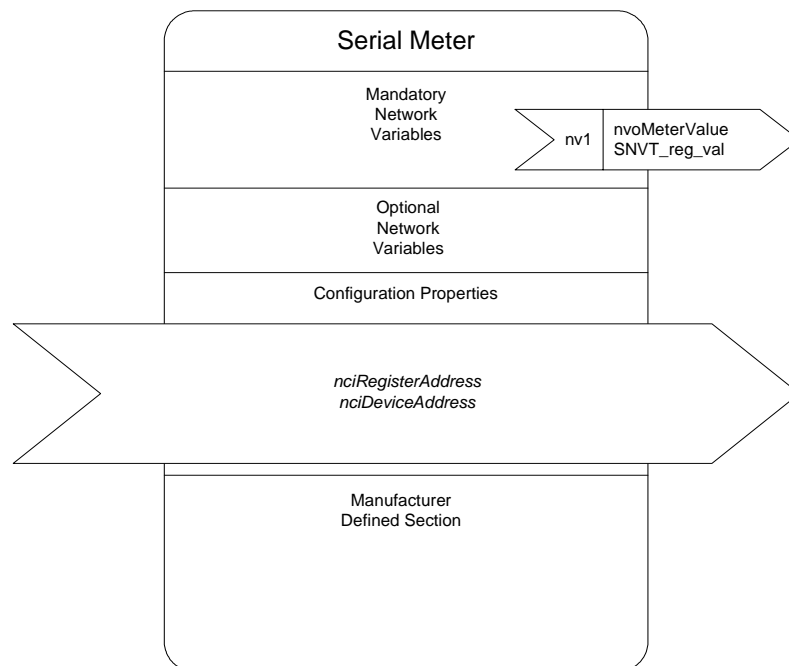 Serial Meter
Mandatory
Network
Variables
nv1
nvoMeterValue
SNVT_reg_val
Optional
Network
Variables
Configuration Properties
nciRegisterAddress
nciDeviceAddress
Manufacturer
Defined Section